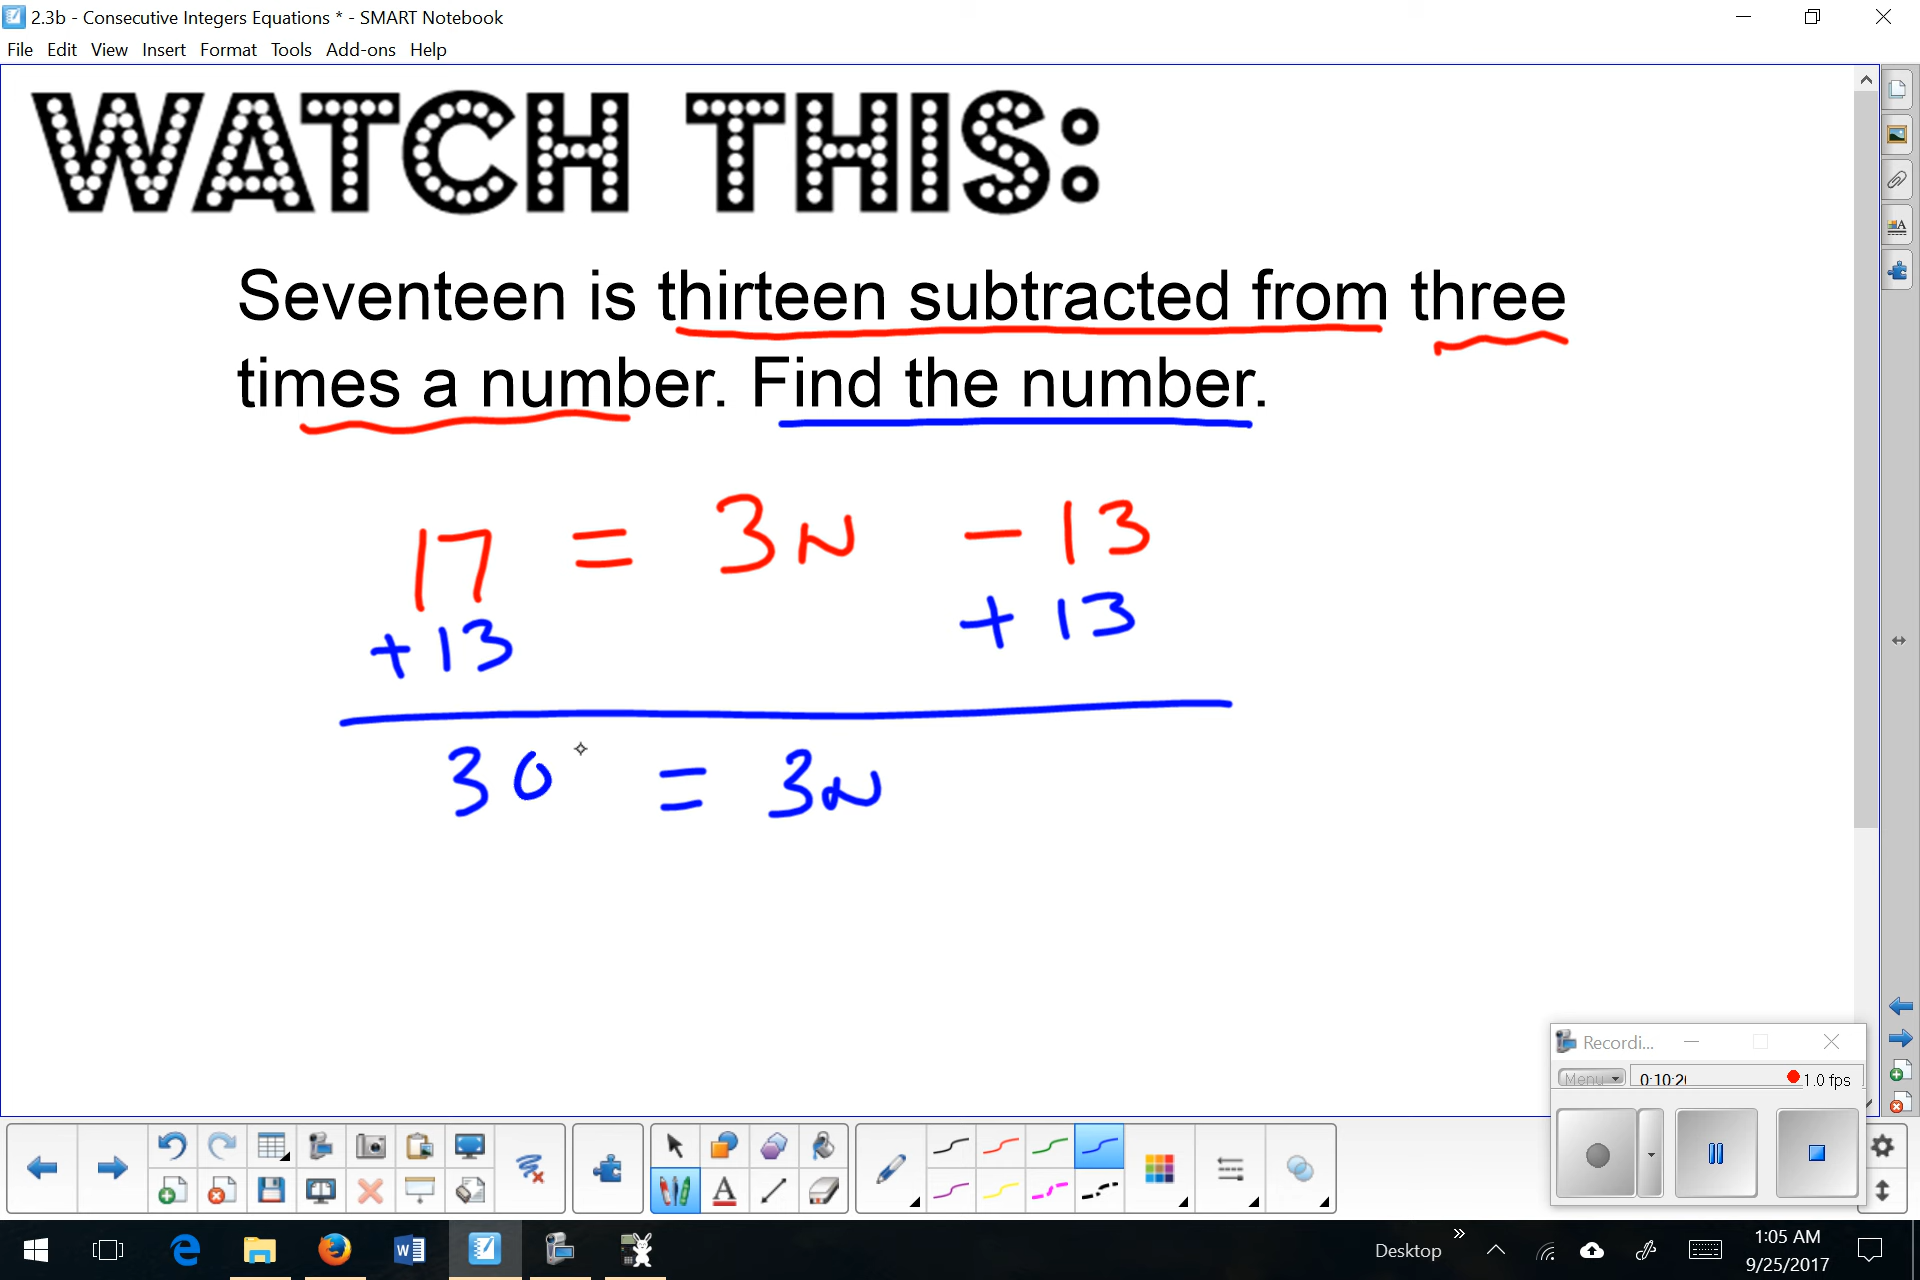 2.3b - Consecutive Integers Equations * - SMART Notebook
File Edit View Insert Format Tools Add-ons Help
WATCH THIS:
Seventeen is thirteen subtracted from three
times a number. Find the number.
17 = 3N - 13
+ 13 + 13
30 = 3N
Recordi...
Menu 1.0 fps
Desktop
1:05 AM
9/25/2017